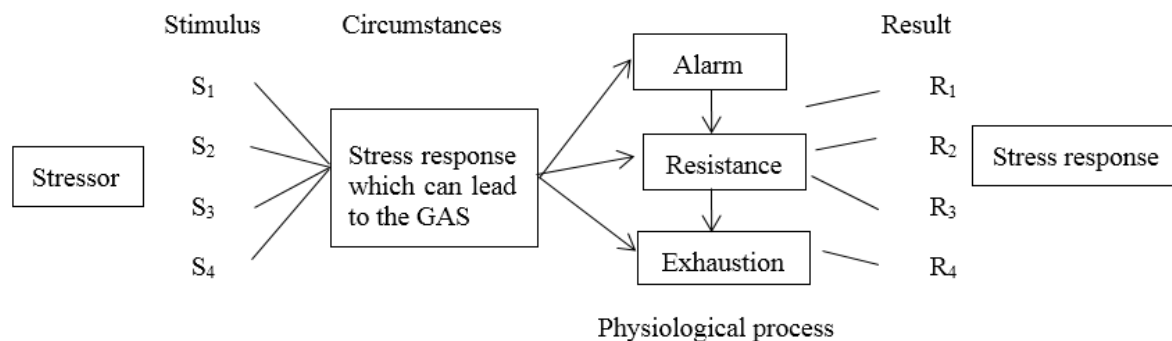 Stimulus
Circumstances
Result
Alarm
S₁
R₁
S₂
R₂
Stressor
Stress response
which can lead
to the GAS
Resistance
Stress response
S₃
R₃
S₄
Exhaustion
R₄
Physiological process